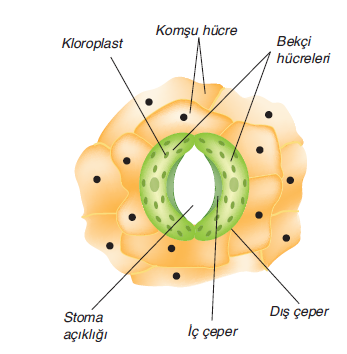 Komşu hücre
Kloroplast
Bekçi
hücreleri
Stoma
açıklığı
İç çeper
Dış çeper